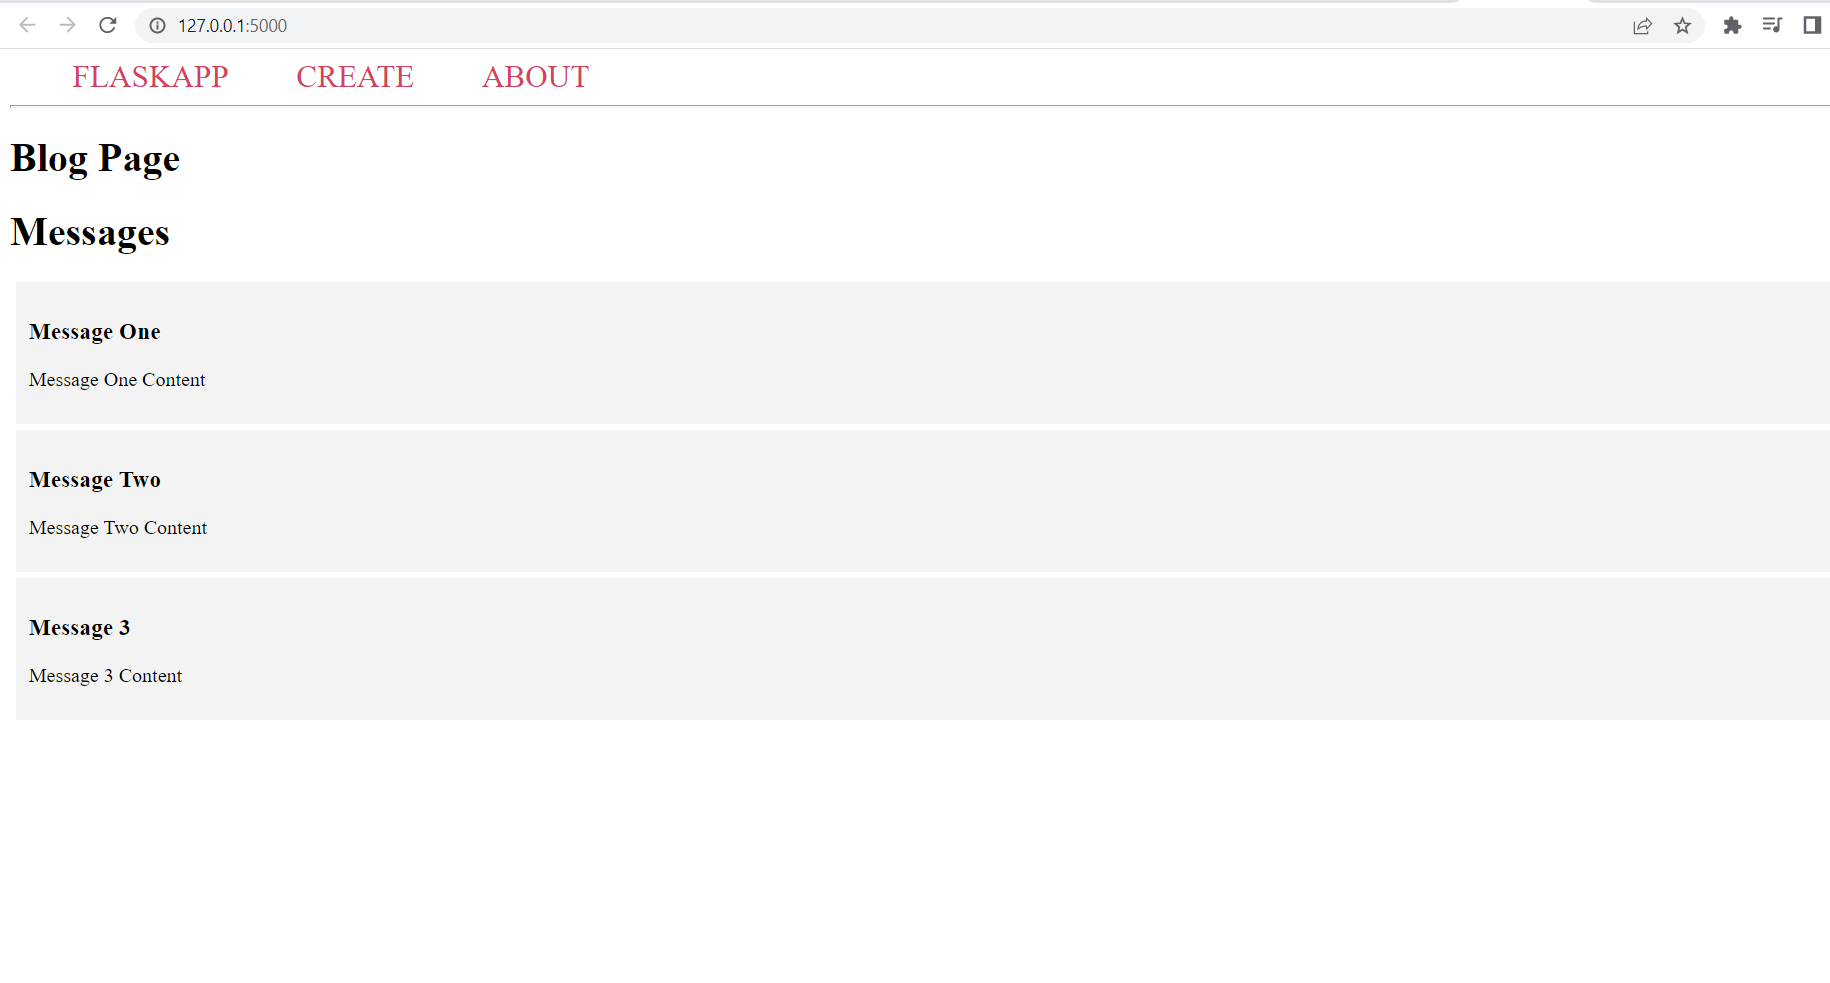 127.0.0.1:5000
FLASKAPP CREATE ABOUT
Blog Page
Messages
Message One
Message One Content
Message Two
Message Two Content
Message 3
Message 3 Content